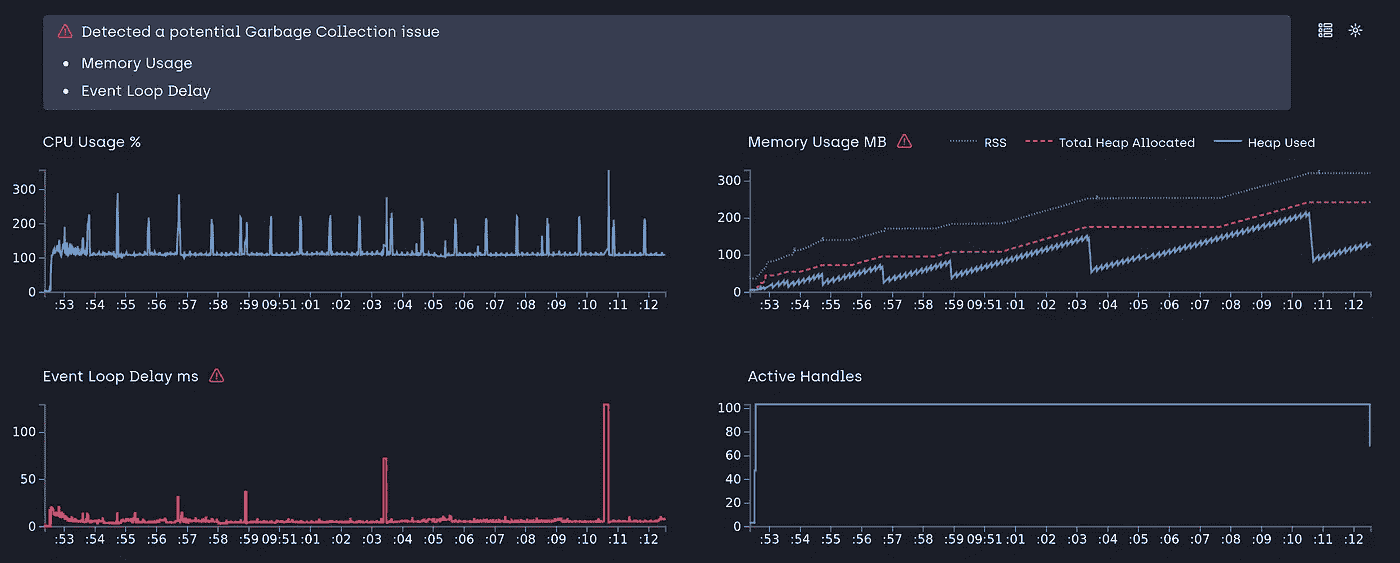 Detected a potential Garbage Collection issue
Memory Usage
Event Loop Delay
CPU Usage %
300
200
100
0
:53 :54 :55 :56 :57 :58 :59 09:51 :01 :02 :03 :04 :05 :06 :07 :08 :09 :10 :11 :12
Memory Usage MB
RSS Total Heap Allocated Heap Used
300
200
100
0
:53 :54 :55 :56 :57 :58 :59 09:51 :01 :02 :03 :04 :05 :06 :07 :08 :09 :10 :11 :12
Event Loop Delay ms
100
50
0
:53 :54 :55 :56 :57 :58 :59 09:51 :01 :02 :03 :04 :05 :06 :07 :08 :09 :10 :11 :12
Active Handles
100
80
60
40
20
0
:53 :54 :55 :56 :57 :58 :59 09:51 :01 :02 :03 :04 :05 :06 :07 :08 :09 :10 :11 :12